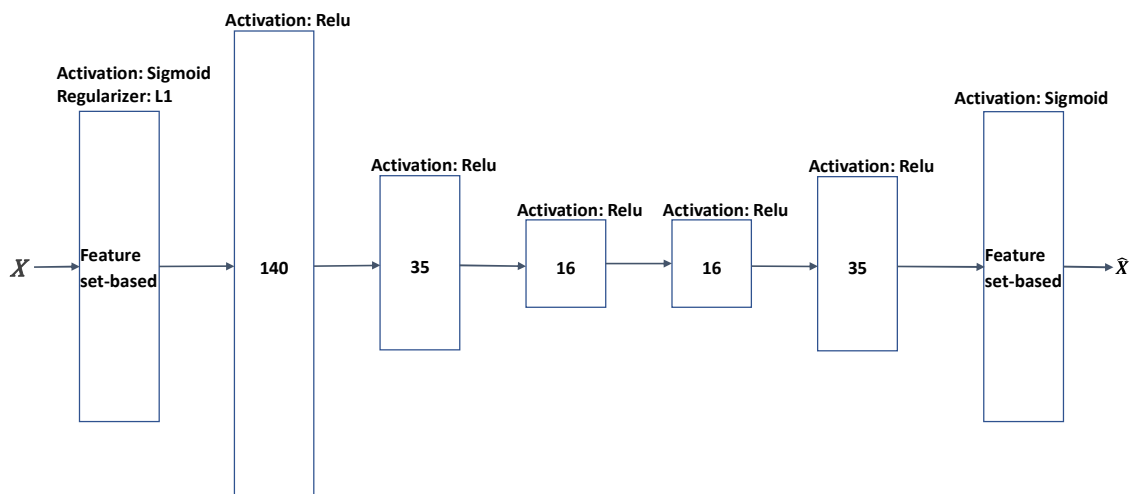 Activation: Relu
Activation: Sigmoid
Regularizer: L1
Activation: Sigmoid
Activation: Relu
Activation: Relu
Activation: Relu
Activation: Relu
X
Feature
set-based
140
35
16
16
35
Feature
set-based
X̂